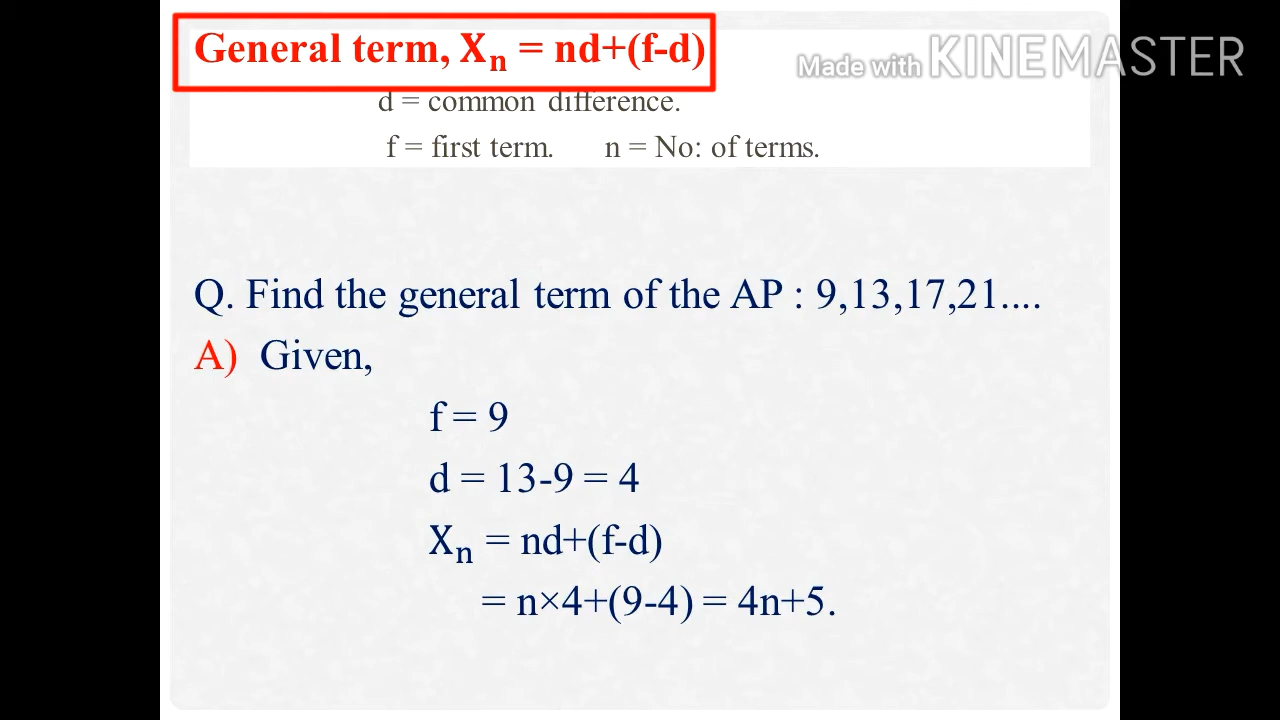 General term, Xₙ = nd+(f-d)
Made with KINEMASTER
d = common difference.
f = first term. n = No: of terms.
Q. Find the general term of the AP : 9,13,17,21....
A) Given,
f = 9
d = 13-9 = 4
Xₙ = nd+(f-d)
= n×4+(9-4) = 4n+5.